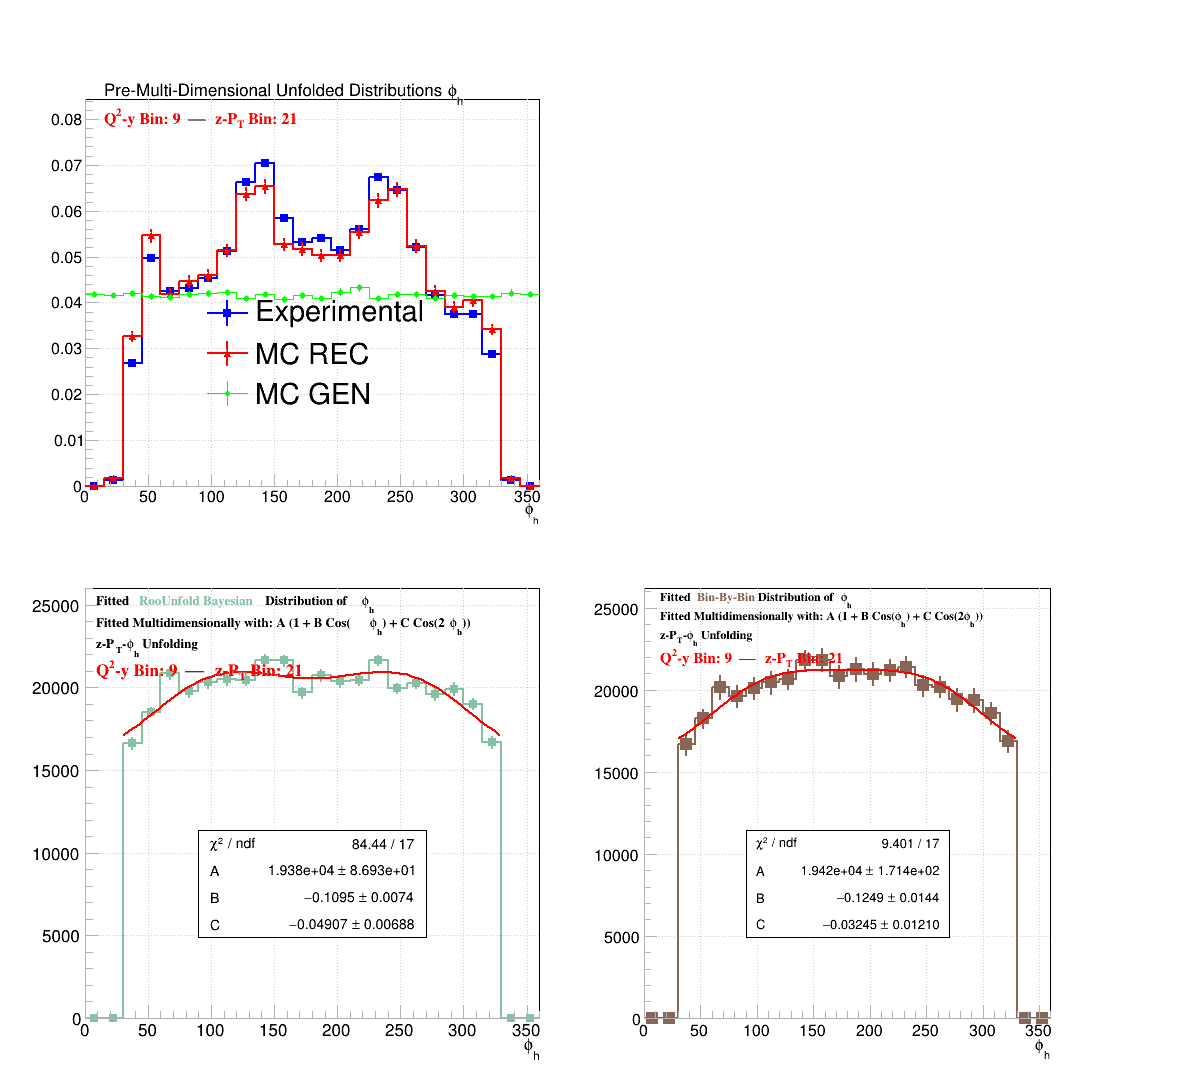 Pre-Multi-Dimensional Unfolded Distributions ϕh
Q2-y Bin: 9 — z-PT Bin: 21
0.08
0.07
0.06
0.05
0.04
0.03
0.02
0.01
0
Experimental
MC REC
MC GEN
0 50 100 150 200 250 300 350
ϕh
Fitted RooUnfold Bayesian Distribution of ϕh
Fitted Multidimensionally with: A (1 + B Cos( ϕh) + C Cos(2 ϕh))
z-PT-ϕh Unfolding
Q2-y Bin: 9 — z-PT Bin: 21
25000
20000
15000
10000
5000
0
χ2 / ndf 84.44 / 17
A 1.938e+04 ± 8.693e+01
B −0.1095 ± 0.0074
C −0.04907 ± 0.00688
0 50 100 150 200 250 300 350
ϕh
Fitted Bin-By-Bin Distribution of ϕh
Fitted Multidimensionally with: A (1 + B Cos(ϕh) + C Cos(2ϕh))
z-PT-ϕh Unfolding
Q2-y Bin: 9 — z-PT Bin: 21
25000
20000
15000
10000
5000
0
χ2 / ndf 9.401 / 17
A 1.942e+04 ± 1.714e+02
B −0.1249 ± 0.0144
C −0.03245 ± 0.01210
0 50 100 150 200 250 300 350
ϕh